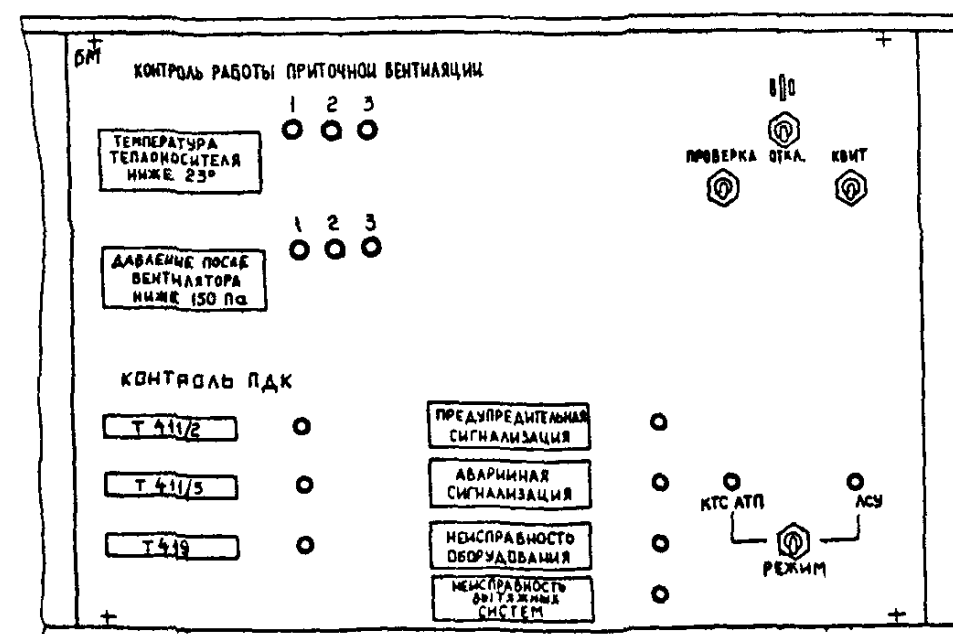 БМ
КОНТРОЛЬ РАБОТЫ ПРИТОЧНОЙ ВЕНТИЛЯЦИИ
1 2 3
ТЕМПЕРАТУРА
ТЕПЛОНОСИТЕЛЯ
НИЖЕ 23°
ПРОВЕРКА ОТКЛ. КВИТ
1 2 3
ДАВЛЕНИЕ ПОСЛЕ
ВЕНТИЛЯТОРА
НИЖЕ 150 Па
КОНТРОЛЬ ПДК
Т 411/2
Т 411/3
Т 419
ПРЕДУПРЕДИТЕЛЬНАЯ
СИГНАЛИЗАЦИЯ
АВАРИЙНАЯ
СИГНАЛИЗАЦИЯ
НЕИСПРАВНОСТЬ
ОБОРУДОВАНИЯ
НЕИСПРАВНОСТЬ
ВЫТЯЖНЫХ
СИСТЕМ
КТС АТП ЛСУ
РЕЖИМ